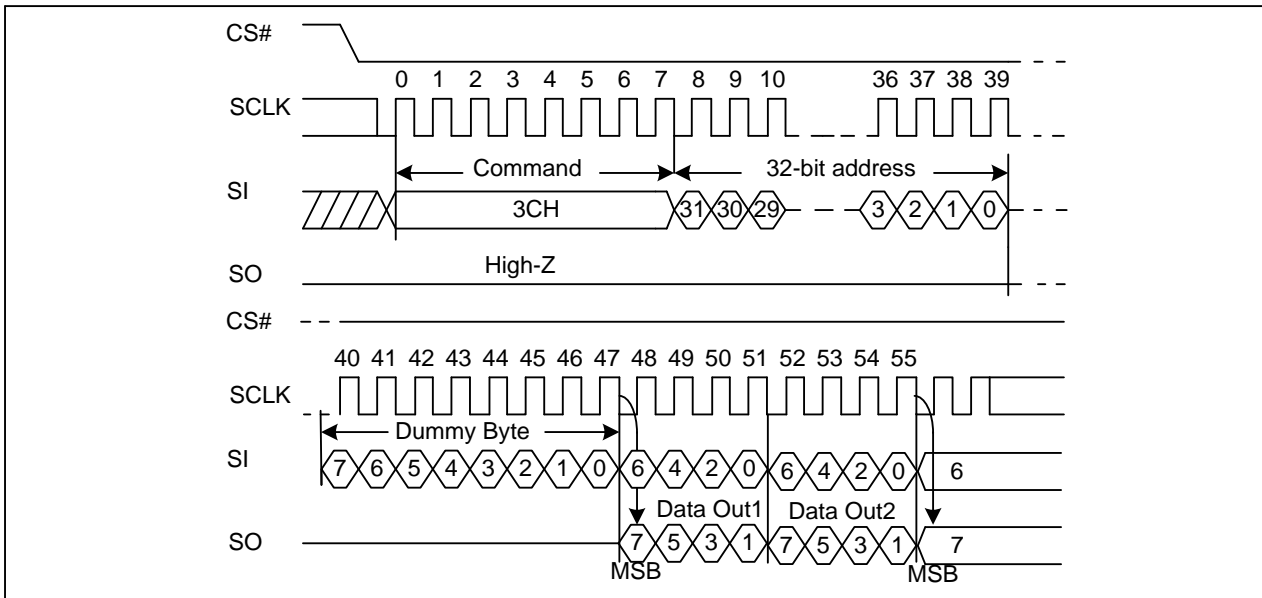 CS#
0 1 2 3 4 5 6 7 8 9 10 36 37 38 39
SCLK
Command 32-bit address
SI
3CH 31 30 29 3 2 1 0
High-Z
SO
CS#
40 41 42 43 44 45 46 47 48 49 50 51 52 53 54 55
SCLK
Dummy Byte
SI
7 6 5 4 3 2 1 0 6 4 2 0 6 4 2 0 6
Data Out1 Data Out2
SO
7 5 3 1 7 5 3 1 7
MSB MSB